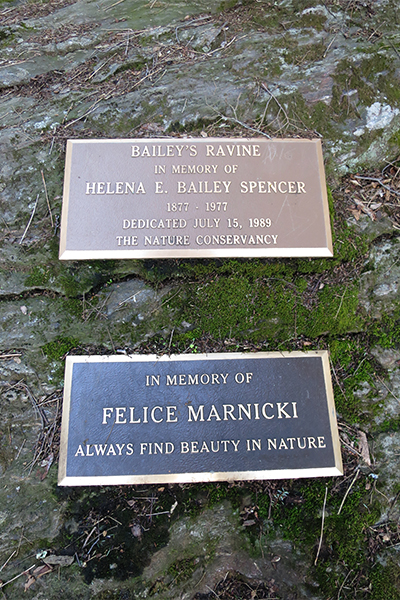 BAILEY'S RAVINE
IN MEMORY OF
HELENA E. BAILEY SPENCER
1877 - 1977
DEDICATED JULY 15, 1989
THE NATURE CONSERVANCY
IN MEMORY OF
FELICE MARNICKI
ALWAYS FIND BEAUTY IN NATURE